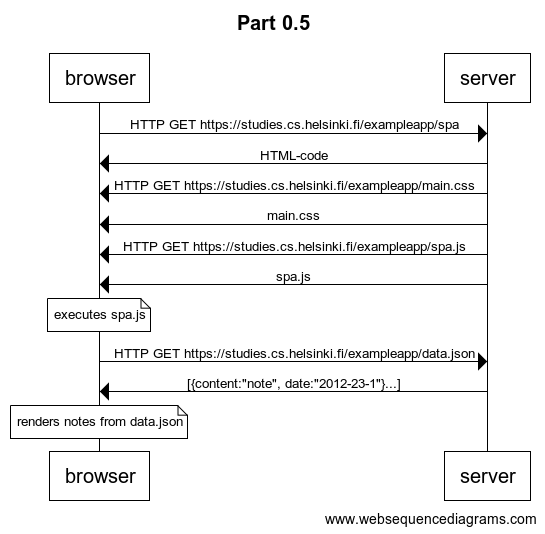 Part 0.5
browser
server
HTTP GET https://studies.cs.helsinki.fi/exampleapp/spa
HTML-code
HTTP GET https://studies.cs.helsinki.fi/exampleapp/main.css
main.css
HTTP GET https://studies.cs.helsinki.fi/exampleapp/spa.js
spa.js
executes spa.js
HTTP GET https://studies.cs.helsinki.fi/exampleapp/data.json
[{content:"note", date:"2012-23-1"}...]
renders notes from data.json
browser
server
www.websequencediagrams.com